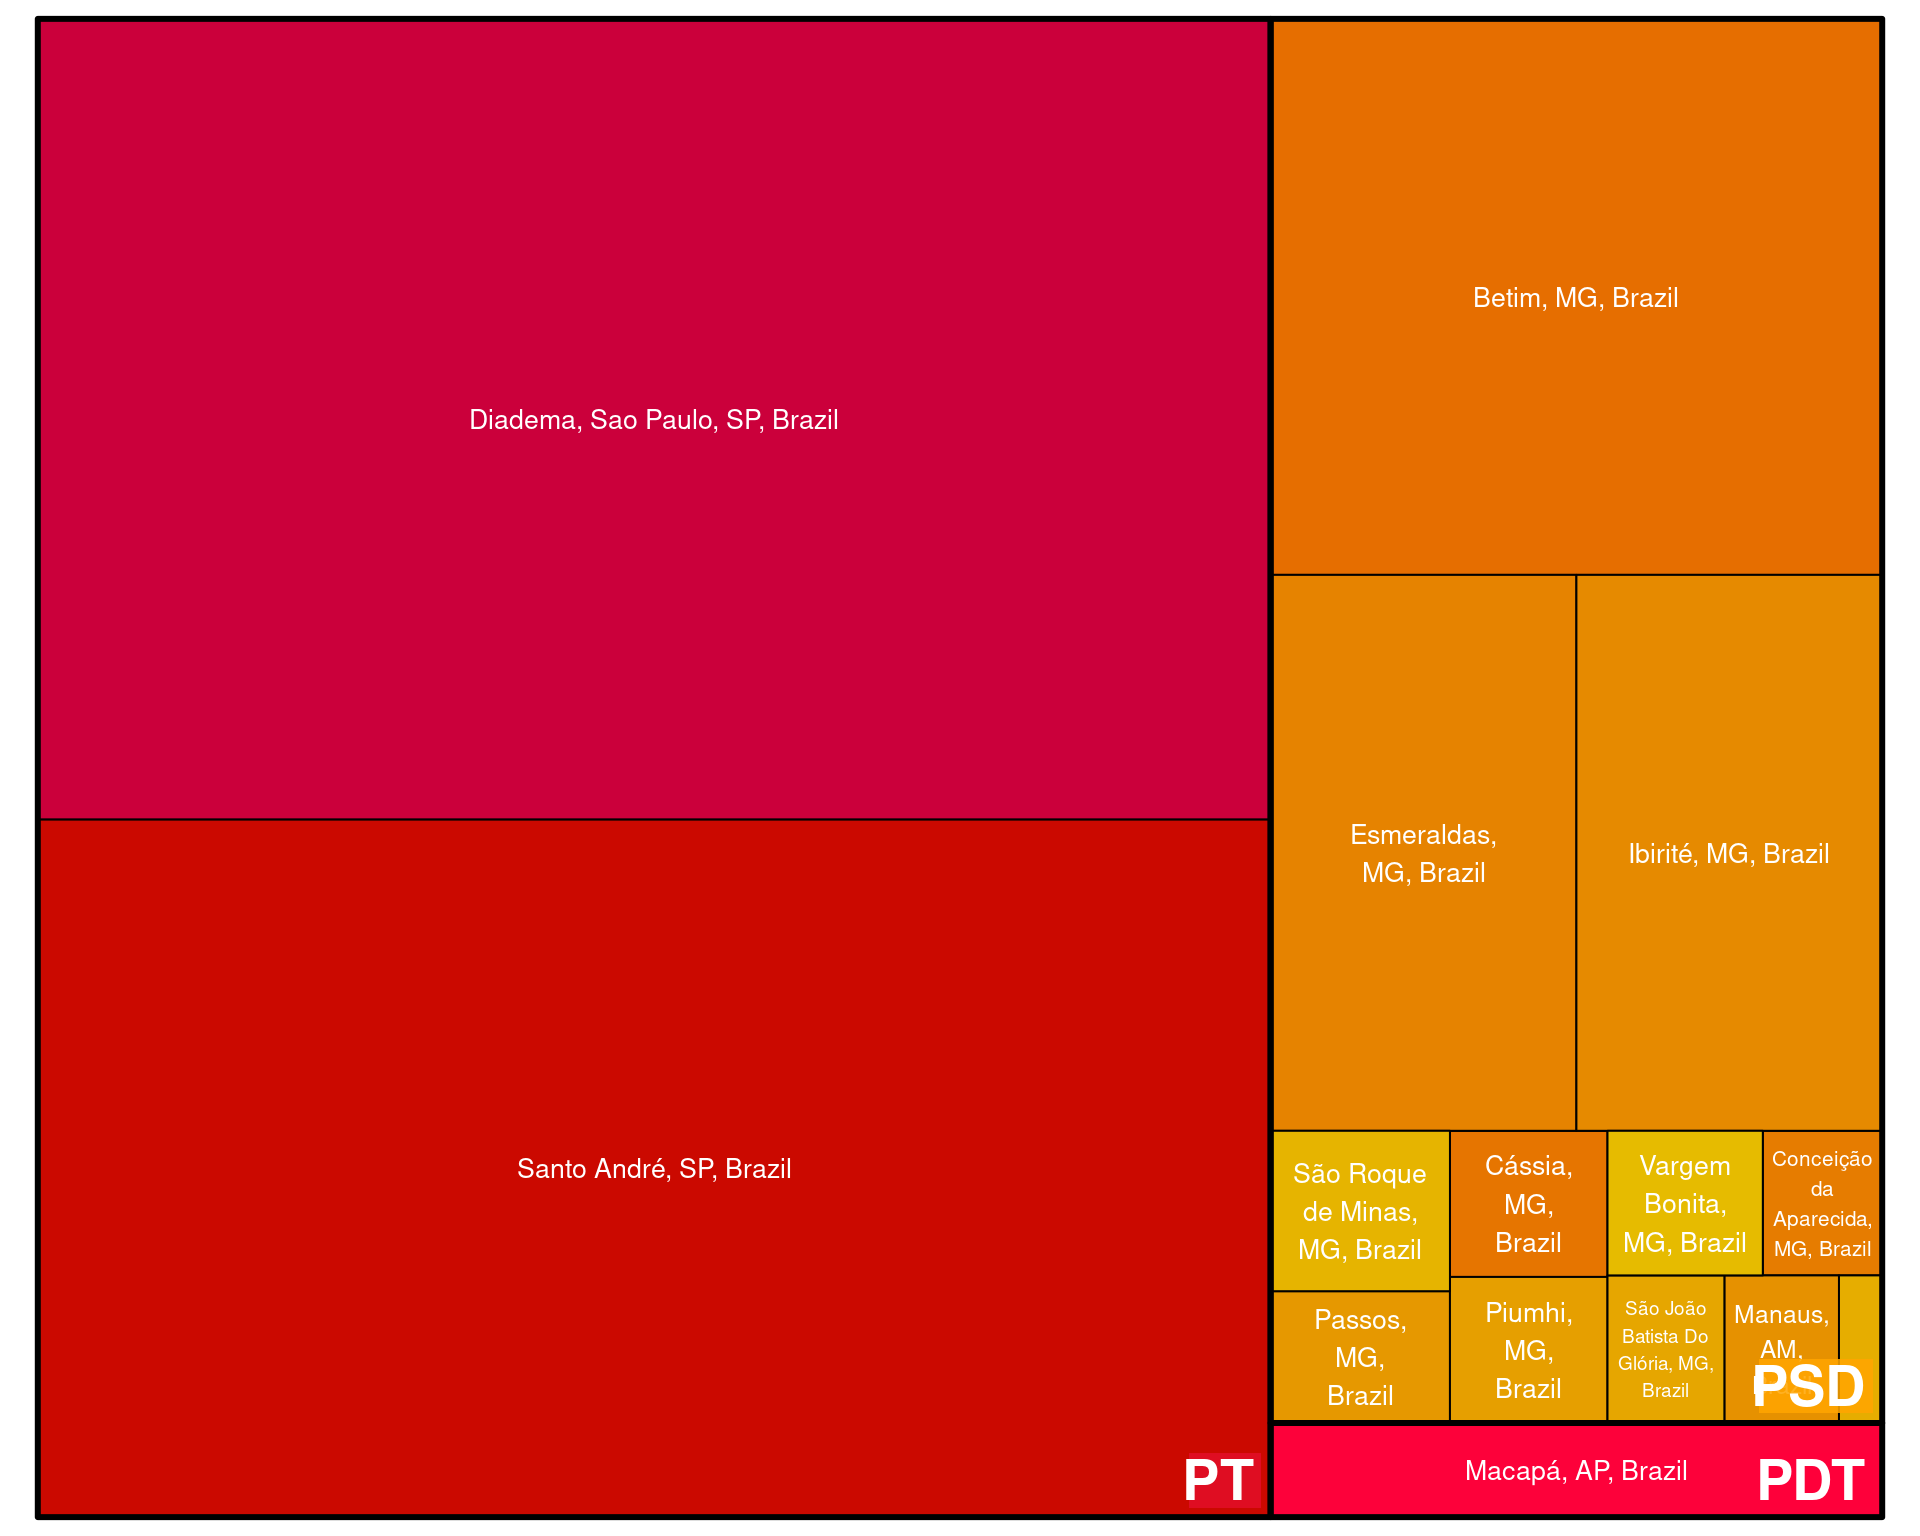 Diadema, Sao Paulo, SP, Brazil
Santo André, SP, Brazil
PT
Betim, MG, Brazil
Esmeraldas,
MG, Brazil
Ibirité, MG, Brazil
São Roque
de Minas,
MG, Brazil
Cássia,
MG,
Brazil
Vargem
Bonita,
MG, Brazil
Conceição
da
Aparecida,
MG, Brazil
Passos,
MG,
Brazil
Piumhi,
MG,
Brazil
São João
Batista Do
Glória, MG,
Brazil
Manaus,
AM,
PSD
Macapá, AP, Brazil
PDT